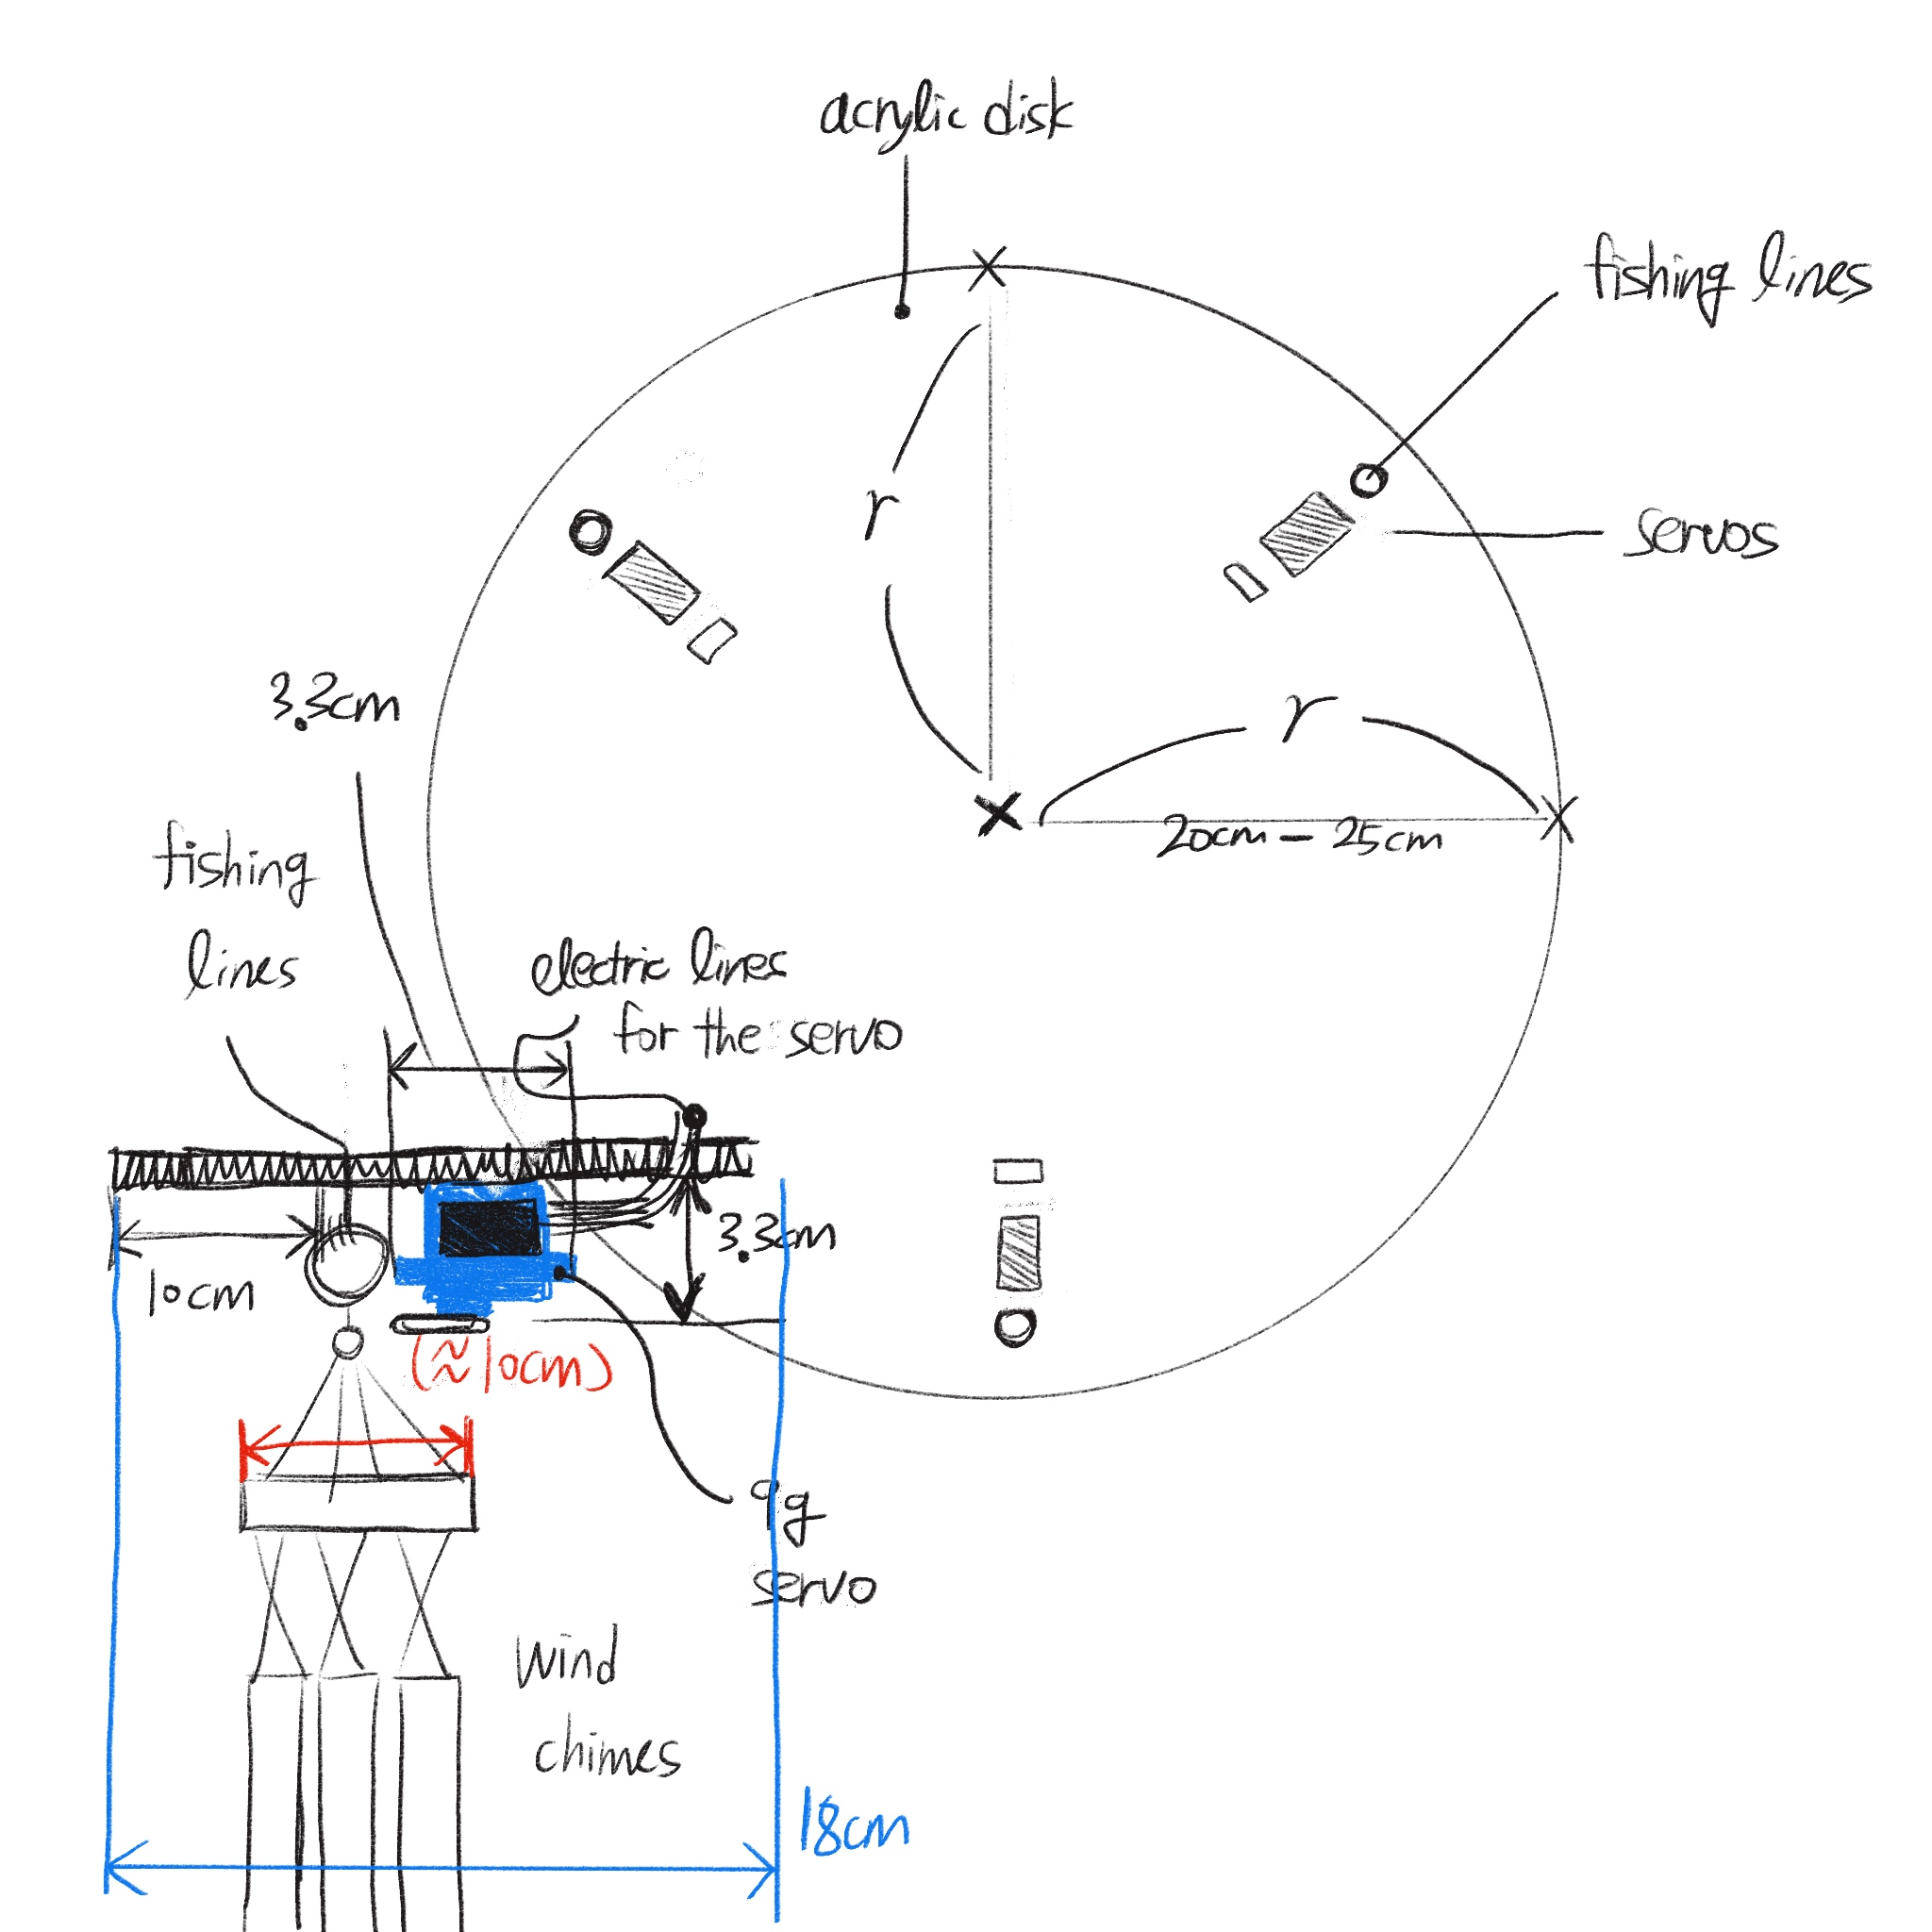 acrylic disk
fishing lines
servos
r
r
20cm - 25cm
3.3cm
fishing
lines
electric lines
for the servo
3.3cm
10cm
(≈10cm)
9g
servo
wind
chimes
18cm